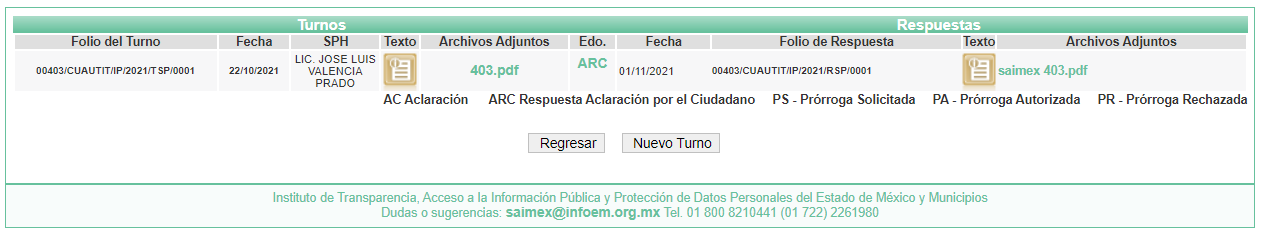 Turnos Respuestas
Folio del Turno Fecha SPH Texto Archivos Adjuntos Edo. Fecha Folio de Respuesta Texto Archivos Adjuntos
00403/CUAUTIT/IP/2021/TSP/0001 22/10/2021 LIC. JOSE LUIS VALENCIA PRADO 403.pdf ARC 01/11/2021 00403/CUAUTIT/IP/2021/RSP/0001 saimex 403.pdf
AC Aclaración ARC Respuesta Aclaración por el Ciudadano PS - Prórroga Solicitada PA - Prórroga Autorizada PR - Prórroga Rechazada
Regresar Nuevo Turno
Instituto de Transparencia, Acceso a la Información Pública y Protección de Datos Personales del Estado de México y Municipios
Dudas o sugerencias: saimex@infoem.org.mx Tel. 01 800 8210441 (01 722) 2261980